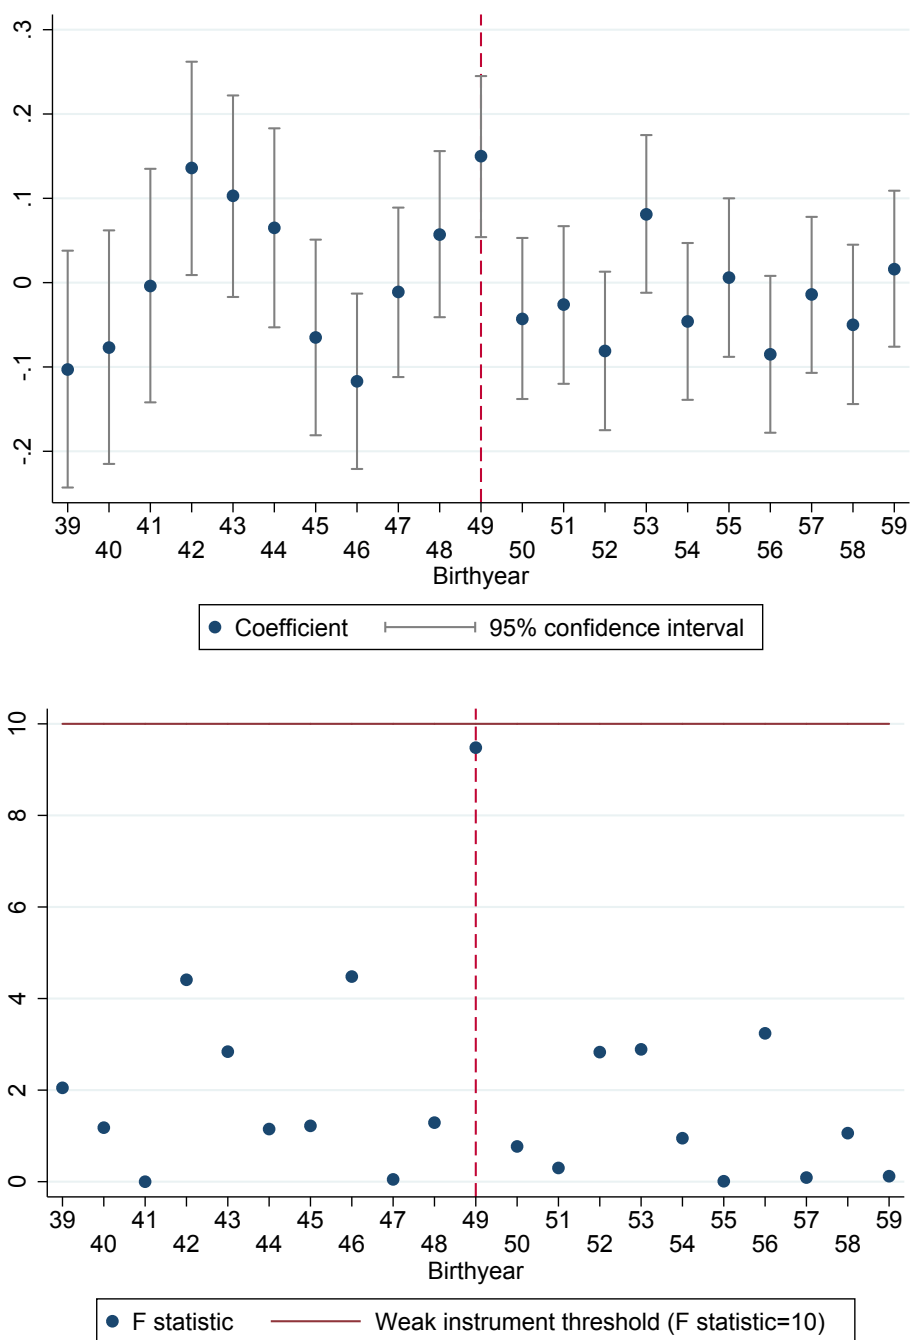 .3
.2
.1
0
-.1
-.2
39 41 43 45 47 49 51 53 55 57 59
40 42 44 46 48 50 52 54 56 58
Birthyear
Coefficient 95% confidence interval
10
8
6
4
2
0
39 41 43 45 47 49 51 53 55 57 59
40 42 44 46 48 50 52 54 56 58
Birthyear
F statistic Weak instrument threshold (F statistic=10)